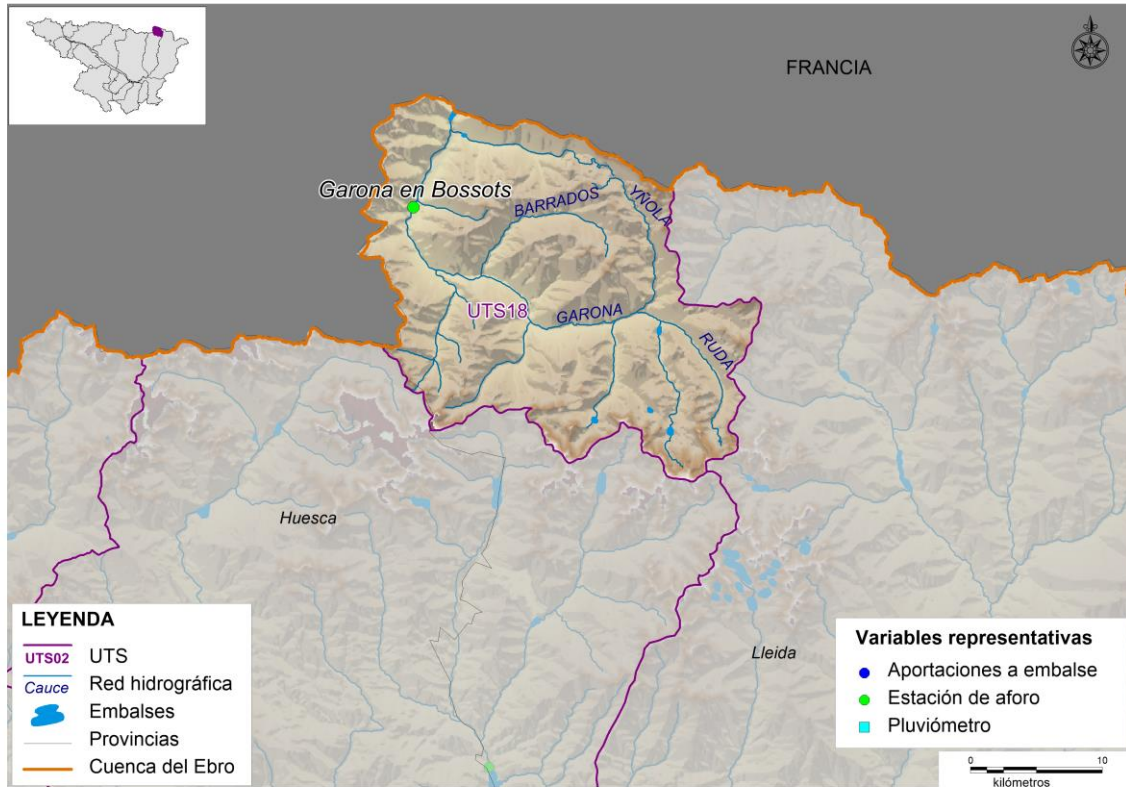 FRANCIA
Garona en Bossots
BARRADOS
YÑOLA
UTS18
GARONA
RUDA
Huesca
Lleida
LEYENDA
UTS02 UTS
Cauce Red hidrográfica
Embalses
Provincias
Cuenca del Ebro
Variables representativas
Aportaciones a embalse
Estación de aforo
Pluviómetro
0 10
kilómetros